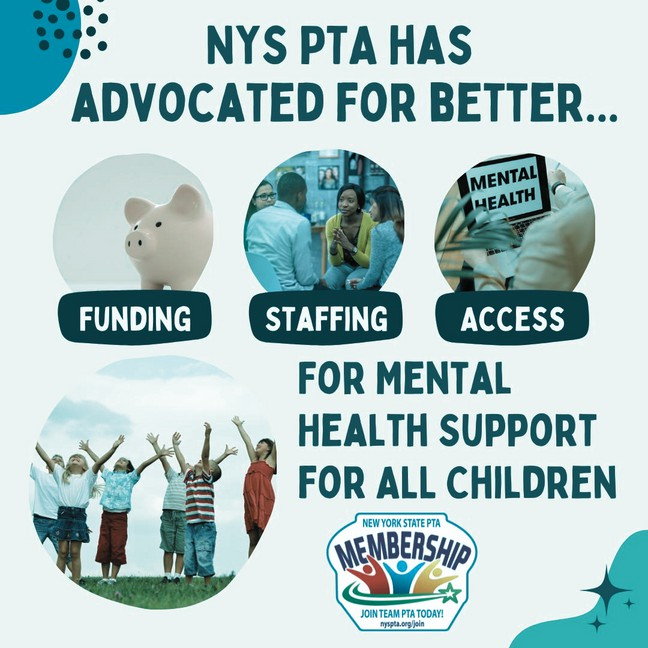 NYS PTA HAS
ADVOCATED FOR BETTER...
MENTAL
HEALTH
FUNDING
STAFFING
ACCESS
FOR MENTAL
HEALTH SUPPORT
FOR ALL CHILDREN
NEW YORK STATE PTA
MEMBERSHIP
JOIN TEAM PTA TODAY!
nyspta.org/join